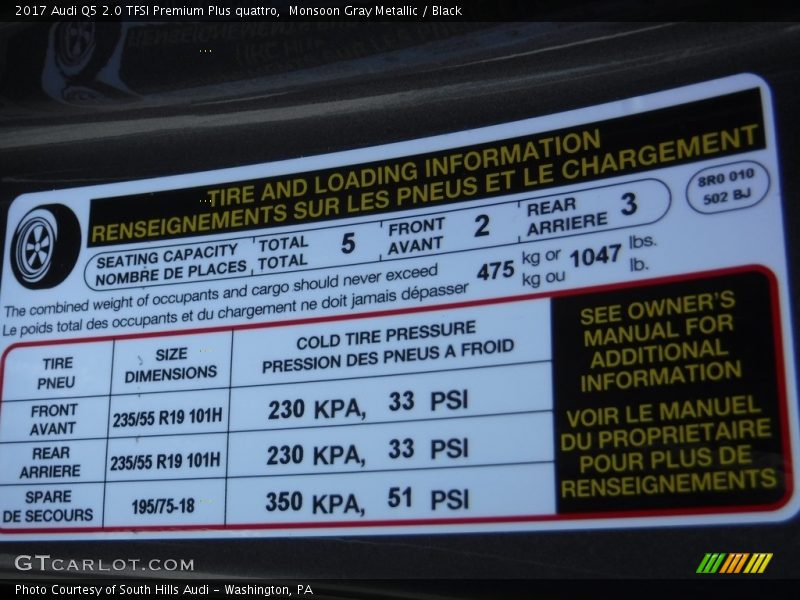 2017 Audi Q5 2.0 TFSI Premium Plus quattro, Monsoon Gray Metallic / Black
TIRE AND LOADING INFORMATION
RENSEIGNEMENTS SUR LES PNEUS ET LE CHARGEMENT
8R0 010
502 BJ
SEATING CAPACITY TOTAL 5 FRONT 2 REAR 3
NOMBRE DE PLACES TOTAL AVANT ARRIERE
The combined weight of occupants and cargo should never exceed 475 kg or 1047 lbs.
Le poids total des occupants et du chargement ne doit jamais dépasser kg ou lb.
TIRE SIZE COLD TIRE PRESSURE
PNEU DIMENSIONS PRESSION DES PNEUS A FROID
FRONT
AVANT 235/55 R19 101H 230 KPA, 33 PSI
REAR
ARRIERE 235/55 R19 101H 230 KPA, 33 PSI
SPARE
DE SECOURS 195/75-18 350 KPA, 51 PSI
SEE OWNER'S
MANUAL FOR
ADDITIONAL
INFORMATION
VOIR LE MANUEL
DU PROPRIETAIRE
POUR PLUS DE
RENSEIGNEMENTS
GTCARLOT.COM
Photo Courtesy of South Hills Audi - Washington, PA